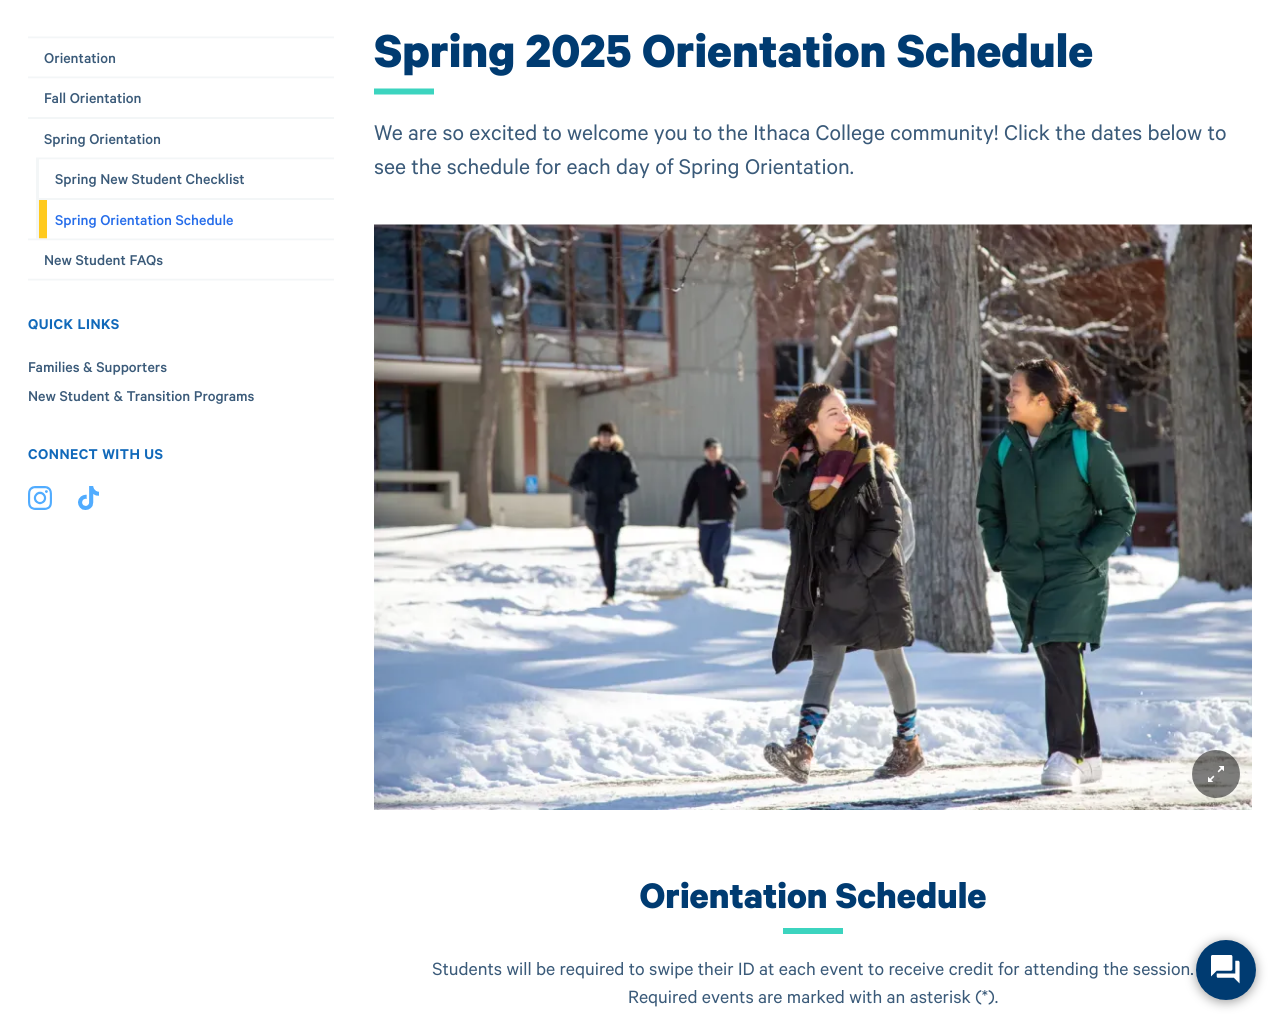 Orientation
Fall Orientation
Spring Orientation
Spring New Student Checklist
Spring Orientation Schedule
New Student FAQs
QUICK LINKS
Families & Supporters
New Student & Transition Programs
CONNECT WITH US
Spring 2025 Orientation Schedule
We are so excited to welcome you to the Ithaca College community! Click the dates below to
see the schedule for each day of Spring Orientation.
Orientation Schedule
Students will be required to swipe their ID at each event to receive credit for attending the session.
Required events are marked with an asterisk (*).